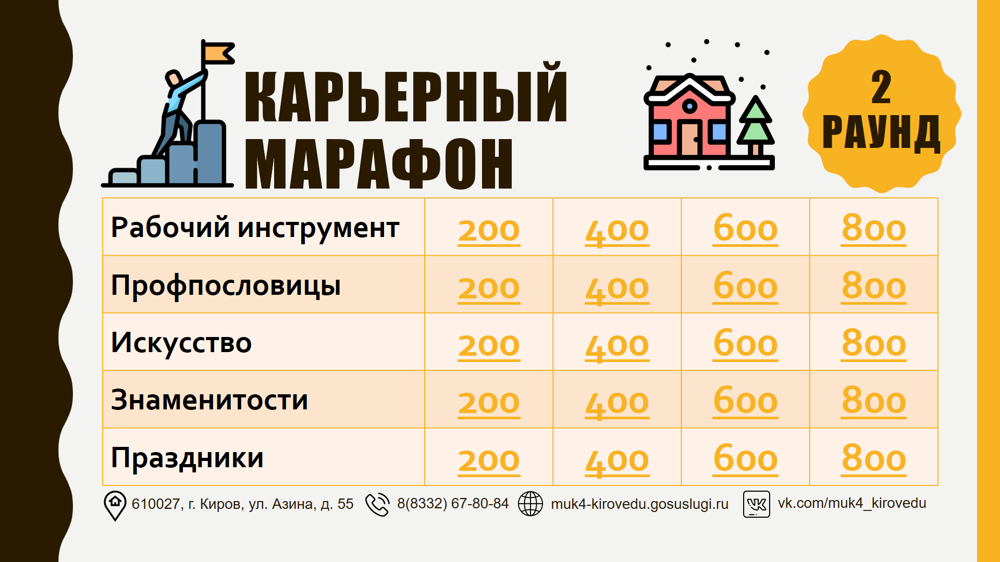 КАРЬЕРНЫЙ
МАРАФОН
2
РАУНД
Рабочий инструмент 200 400 600 800
Профпословицы 200 400 600 800
Искусство 200 400 600 800
Знаменитости 200 400 600 800
Праздники 200 400 600 800
610027, г. Киров, ул. Азина, д. 55 8(8332) 67-80-84 muk4-kirovedu.gosuslugi.ru VK vk.com/muk4_kirovedu